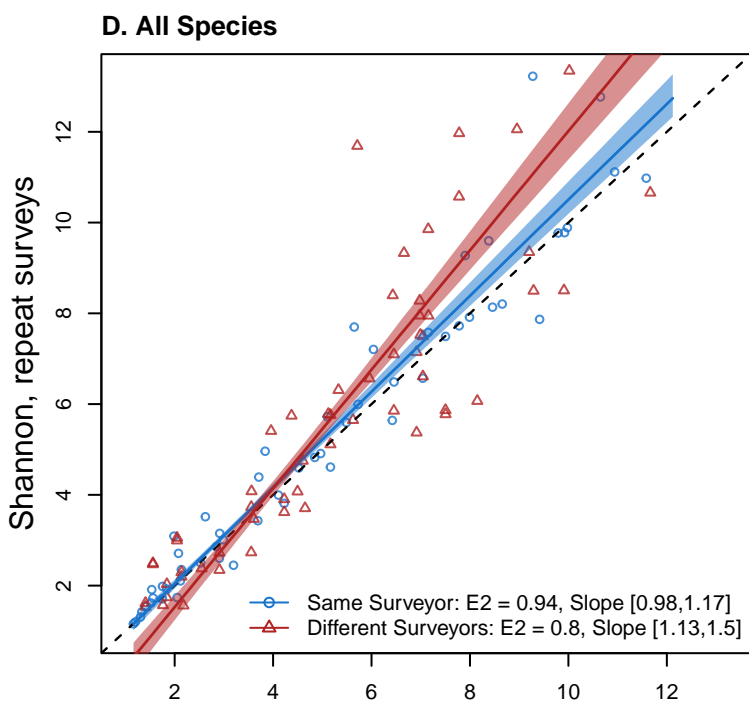 D. All Species
Shannon, repeat surveys
12
10
8
6
4
2
Same Surveyor: E2 = 0.94, Slope [0.98,1.17]
Different Surveyors: E2 = 0.8, Slope [1.13,1.5]
2 4 6 8 10 12